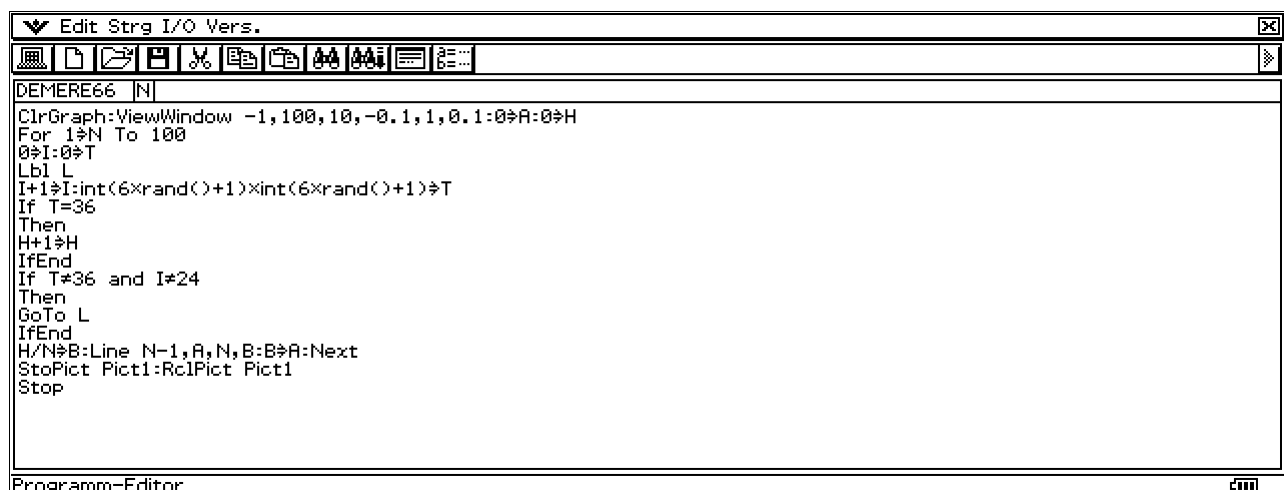 Edit Strg I/O Vers.
DEMERE66 N
ClrGraph:ViewWindow -1,100,10,-0.1,1,0.1:0⇒A:0⇒H
For 1⇒N To 100
0⇒I:0⇒T
Lbl L
I+1⇒I:int(6×rand()+1)×int(6×rand()+1)⇒T
If T=36
Then
H+1⇒H
IfEnd
If T≠36 and I≠24
Then
GoTo L
IfEnd
H/N⇒B:Line N-1,A,N,B:B⇒A:Next
StoPict Pict1:RclPict Pict1
Stop
Programm-Editor